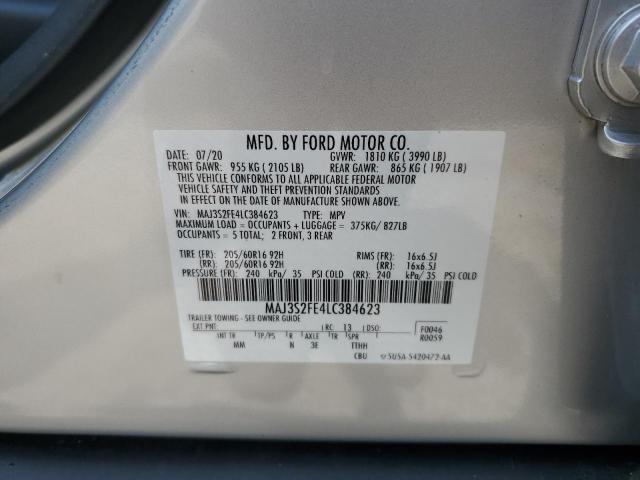 MFD. BY FORD MOTOR CO.
DATE: 07/20 GVWR: 1810 KG ( 3990 LB)
FRONT GAWR: 955 KG ( 2105 LB) REAR GAWR: 865 KG ( 1907 LB)
THIS VEHICLE CONFORMS TO ALL APPLICABLE FEDERAL MOTOR
VEHICLE SAFETY AND THEFT PREVENTION STANDARDS
IN EFFECT ON THE DATE OF MANUFACTURE SHOWN ABOVE.
VIN: MAJ3S2FE4LC384623 TYPE: MPV
MAXIMUM LOAD = OCCUPANTS + LUGGAGE = 375KG/ 827LB
OCCUPANTS = 5 TOTAL; 2 FRONT, 3 REAR
TIRE (FR): 205/60R16 92H RIMS (FR): 16x6.5J
(RR): 205/60R16 92H (RR): 16x6.5J
PRESSURE (FR): 240 kPa/ 35 PSI COLD (RR): 240 kPa/ 35 PSI COLD
MAJ3S2FE4LC384623
TRAILER TOWING - SEE OWNER GUIDE
EXT PNT: RC: 13 DSO: F0046
INT TR TP/PS R AXLE TR SPR R0059
MM N 3E TTHH
CBU 5U5A-5420472-AA